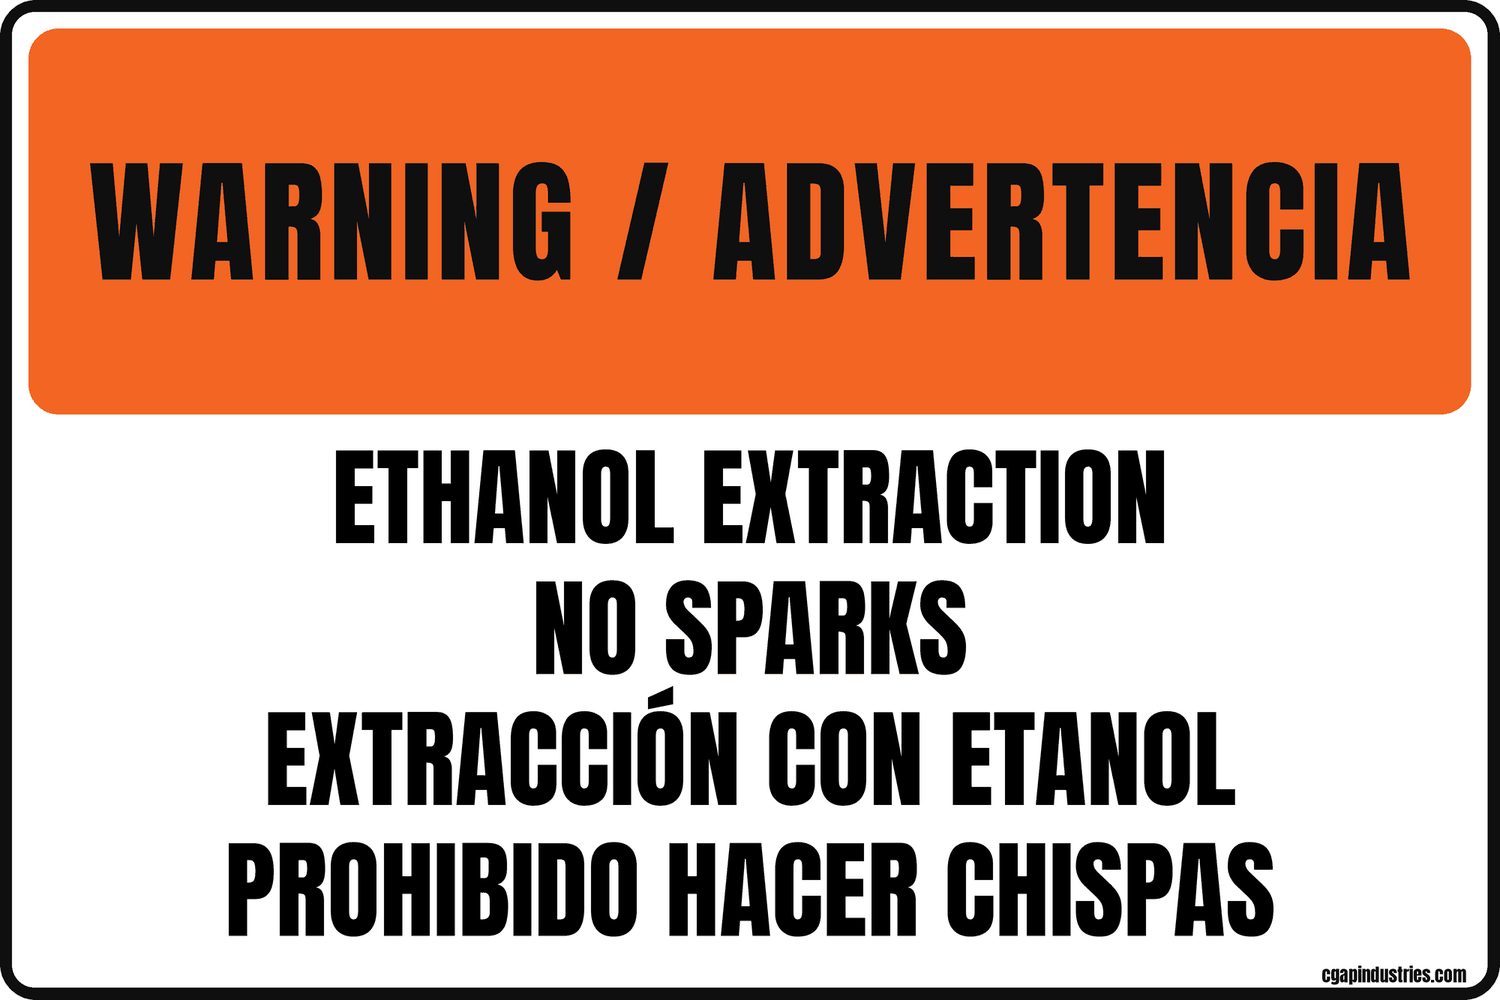 WARNING / ADVERTENCIA
ETHANOL EXTRACTION
NO SPARKS
EXTRACCIÓN CON ETANOL
PROHIBIDO HACER CHISPAS
cgapindustries.com